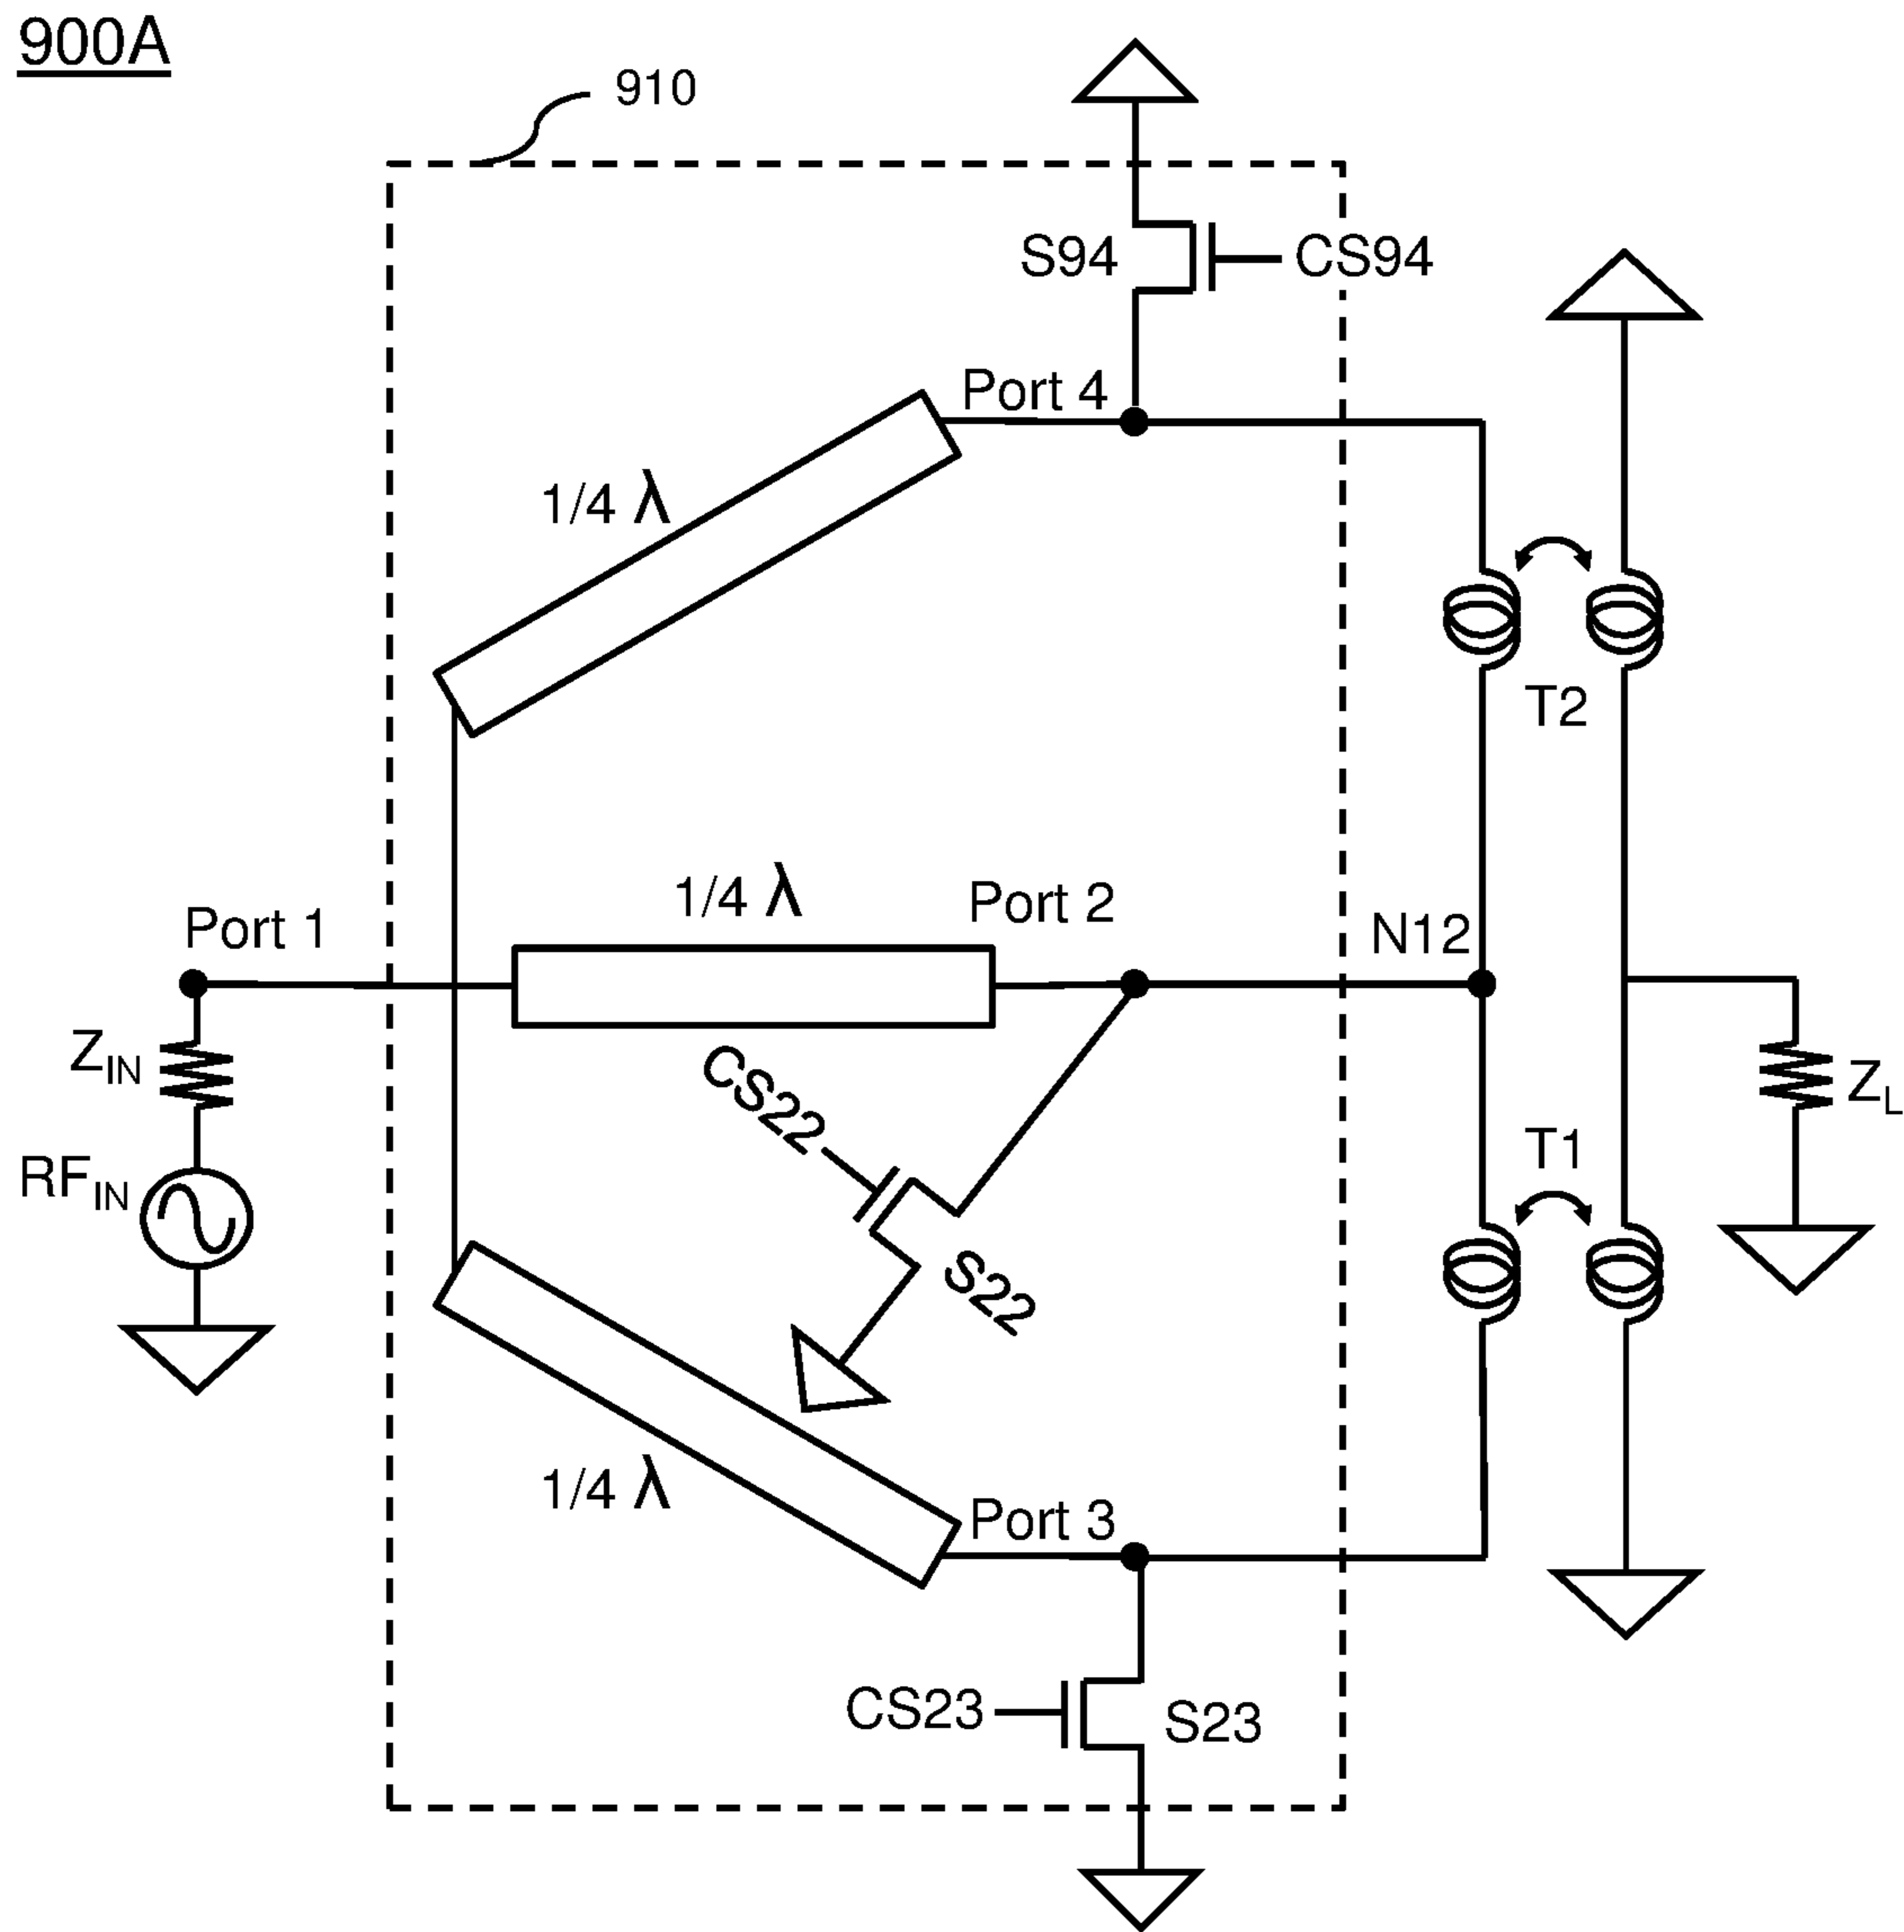 900A
910
S94
CS94
Port 4
1/4 λ
T2
1/4 λ
Port 2
N12
Port 1
Z_IN
CS22
Z_L
T1
RF_IN
S22
1/4 λ
Port 3
CS23
S23